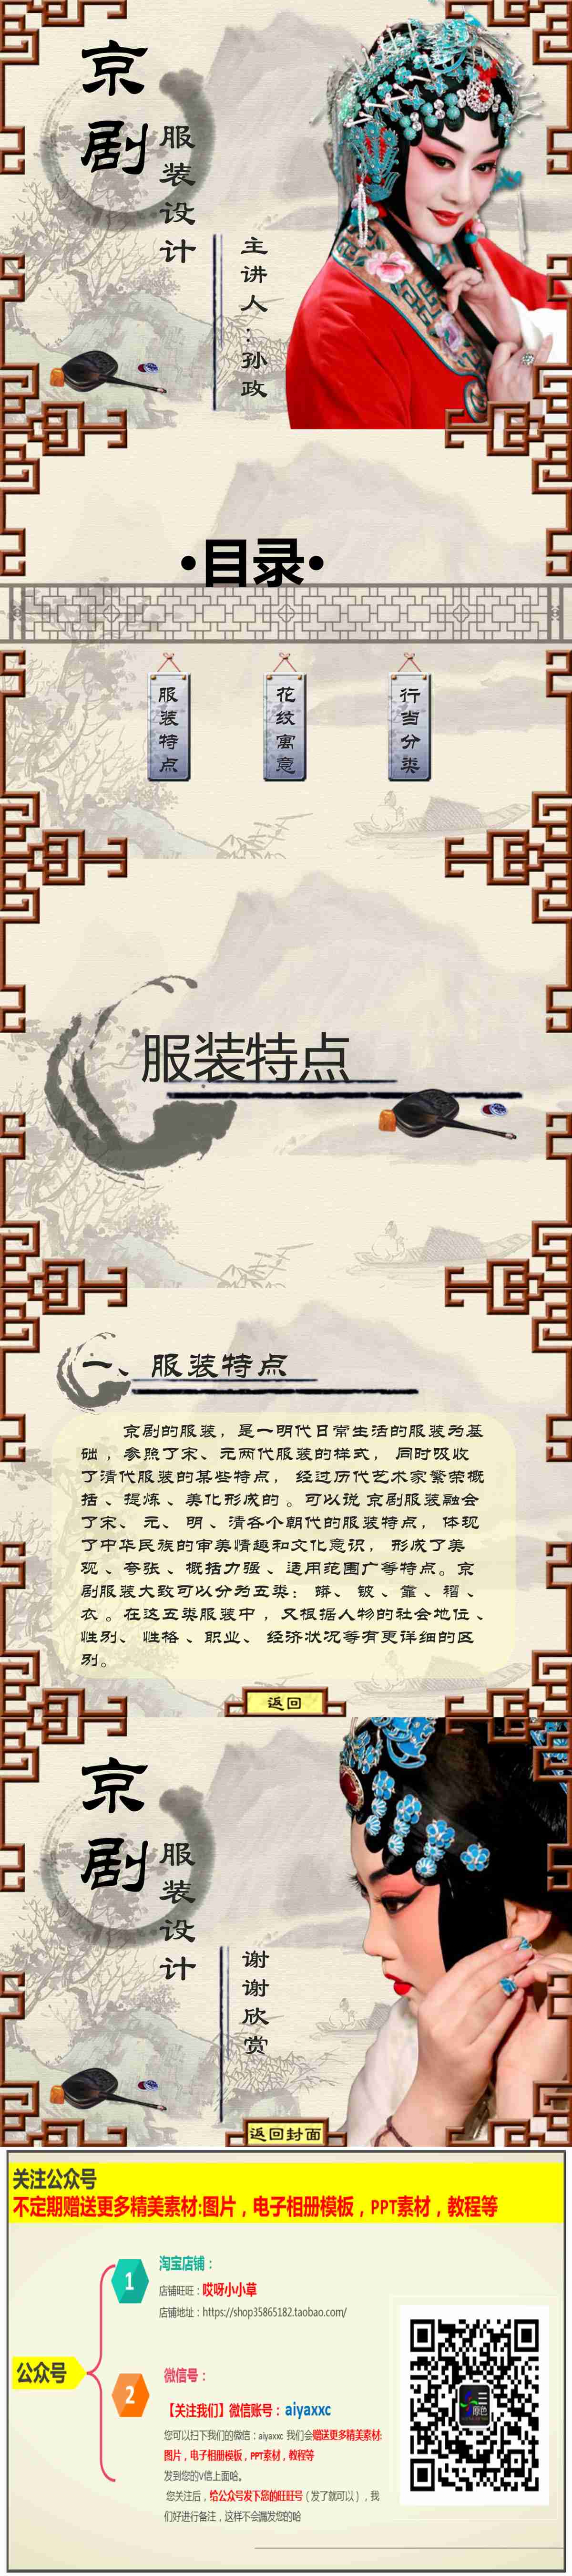 京
剧
服
装
设
计
主
讲
人
：
孙
政
•目录•
服
装
特
点
花
纹
寓
意
行
当
分
类
服装特点
一、服装特点
京剧的服装，是一明代日常生活的服装为基
础，参照了宋、元两代服装的样式， 同时吸收
了清代服装的某些特点， 经过历代艺术家繁荣概
括 、提炼 、美化形成的 。可以说 京剧服装融会
了宋、 元、 明 、清各个朝代的服装特点， 体现
了中华民族的审美情趣和文化意识， 形成了美
观 、夸张 、概括力强 、适用范围广等特点。京
剧服装大致可以分为五类： 蟒、 铍 、靠 、褶 、
衣 。在这五类服装中 ，又根据人物的社会地位 、
性别、 性格 、职业、 经济状况等有更详细的区
别。
返回
京
剧
服
装
设
计
谢
谢
欣
赏
返回封面
关注公众号
不定期赠送更多精美素材:图片，电子相册模板，PPT素材，教程等
公众号
1
淘宝店铺：
店铺旺旺：哎呀小小草
店铺地址：https://shop35865182.taobao.com/
2
微信号：
【关注我们】微信账号：aiyaxxc
您可以扫下我们的微信：aiyaxxc 我们会赠送更多精美素材:
图片，电子相册模板，PPT素材，教程等
发到您的V信上面哈。
您关注后，给公众号发下您的旺旺号（发了就可以），我
们好进行备注，这样不会漏发您的哈
原色